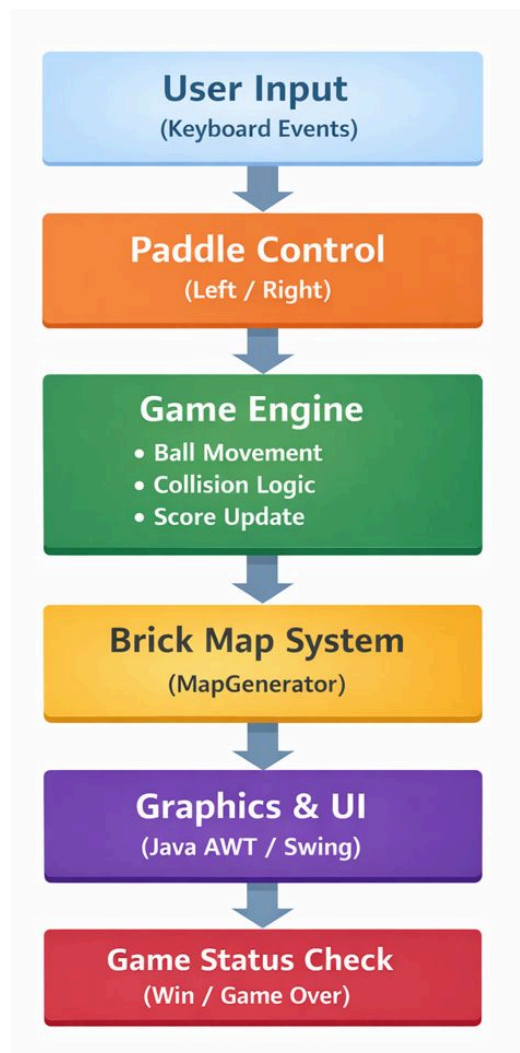 User Input
(Keyboard Events)
Paddle Control
(Left / Right)
Game Engine
• Ball Movement
• Collision Logic
• Score Update
Brick Map System
(MapGenerator)
Graphics & UI
(Java AWT / Swing)
Game Status Check
(Win / Game Over)